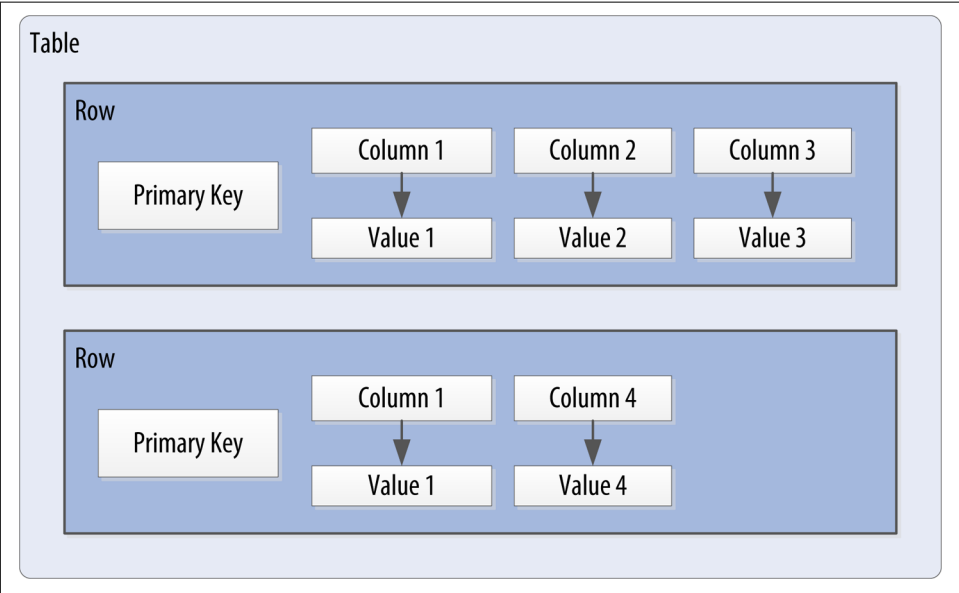 Table
Row
Primary Key
Column 1
Column 2
Column 3
Value 1
Value 2
Value 3
Row
Primary Key
Column 1
Column 4
Value 1
Value 4